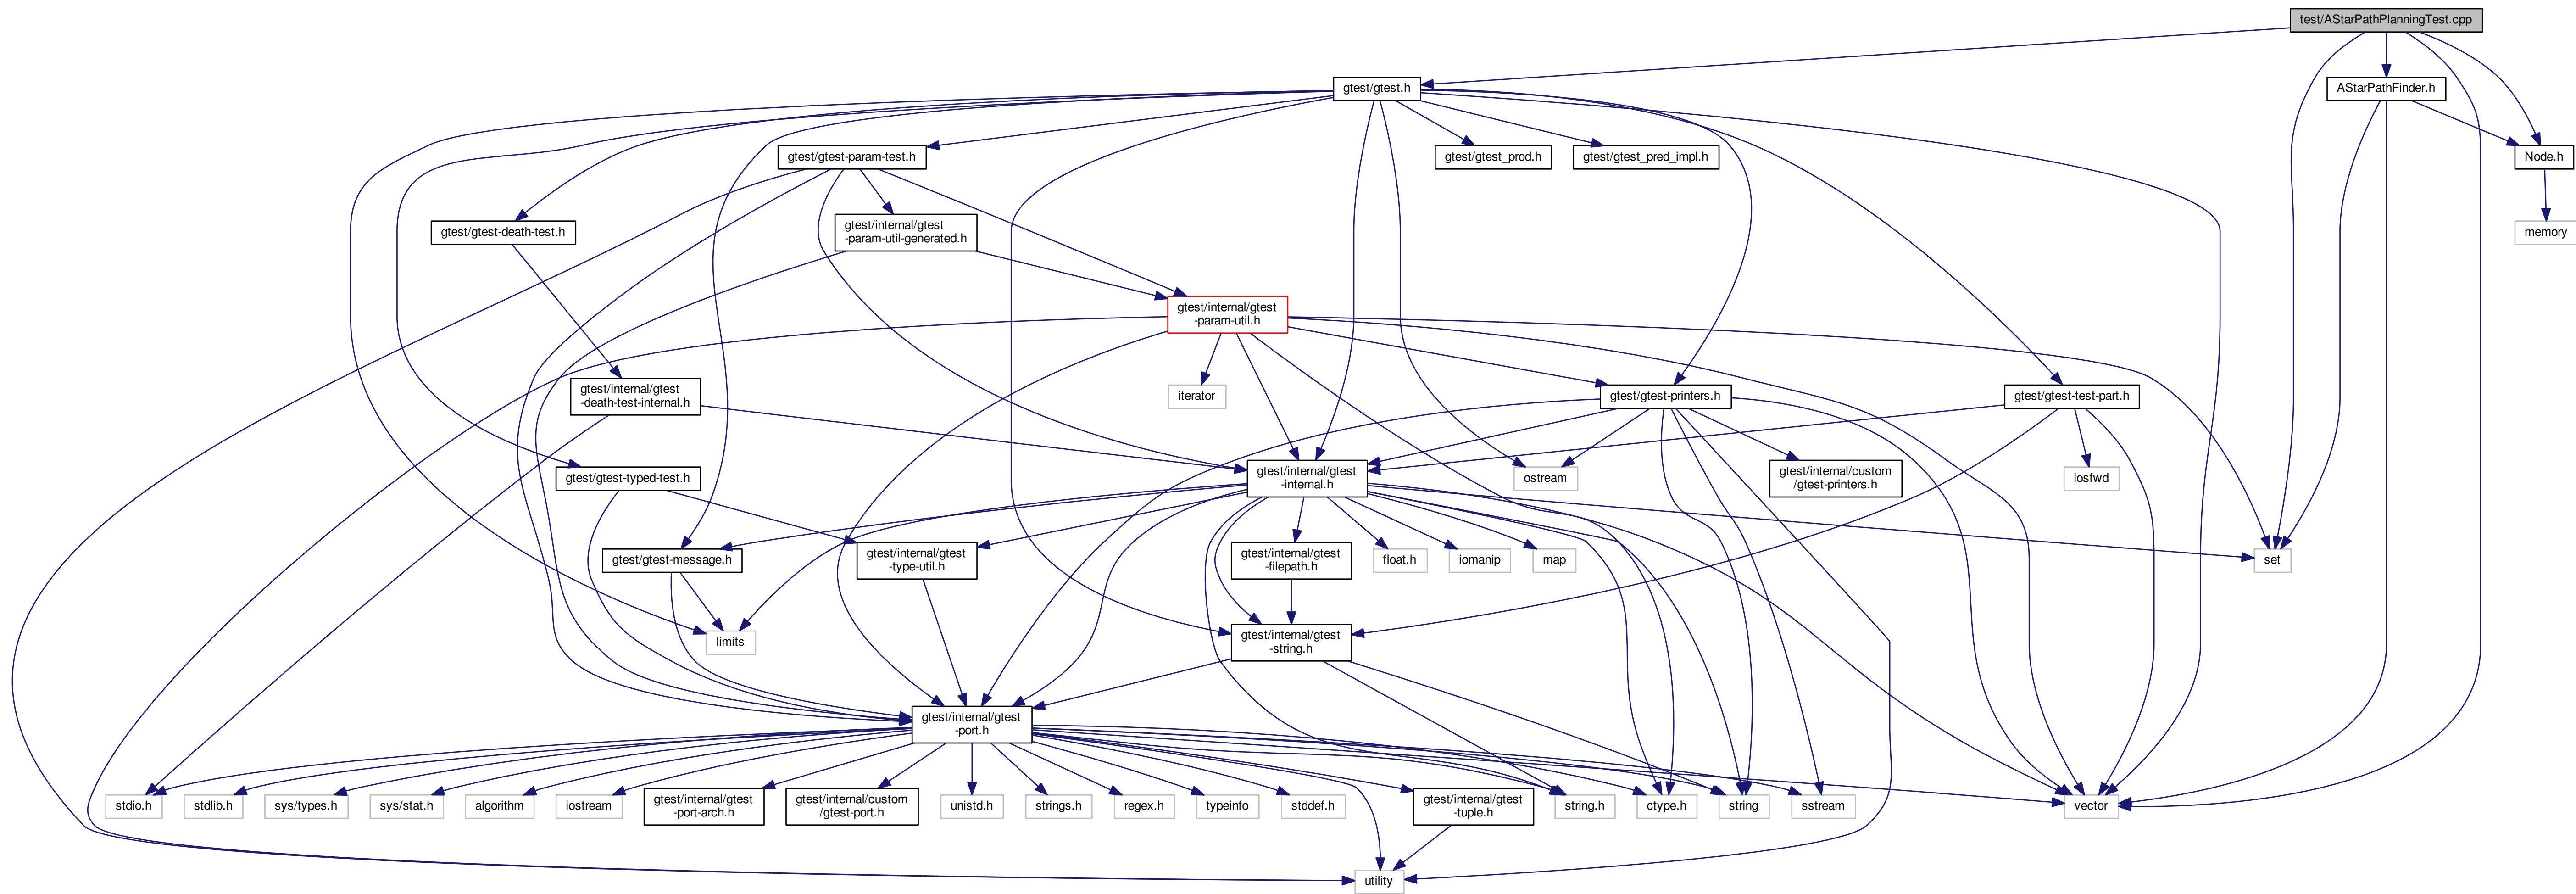 test/AStarPathPlanningTest.cpp
gtest/gtest.h
AStarPathFinder.h
gtest/gtest-param-test.h
gtest/gtest_prod.h
gtest/gtest_pred_impl.h
Node.h
gtest/gtest-death-test.h
gtest/internal/gtest
-param-util-generated.h
memory
gtest/internal/gtest
-param-util.h
gtest/internal/gtest
-death-test-internal.h
iterator
gtest/gtest-printers.h
gtest/gtest-test-part.h
gtest/gtest-typed-test.h
gtest/internal/gtest
-internal.h
ostream
gtest/internal/custom
/gtest-printers.h
iosfwd
gtest/gtest-message.h
gtest/internal/gtest
-type-util.h
gtest/internal/gtest
-filepath.h
float.h
iomanip
map
set
limits
gtest/internal/gtest
-string.h
gtest/internal/gtest
-port.h
stdio.h
stdlib.h
sys/types.h
sys/stat.h
algorithm
iostream
gtest/internal/gtest
-port-arch.h
gtest/internal/custom
/gtest-port.h
unistd.h
strings.h
regex.h
typeinfo
stddef.h
gtest/internal/gtest
-tuple.h
string.h
ctype.h
string
sstream
vector
utility